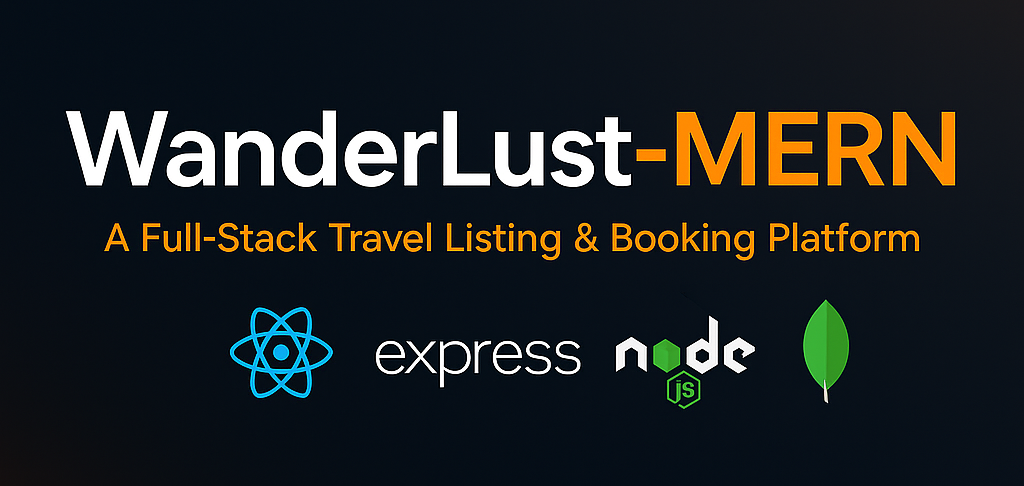 WanderLust-MERN
A Full-Stack Travel Listing & Booking Platform
express node
js